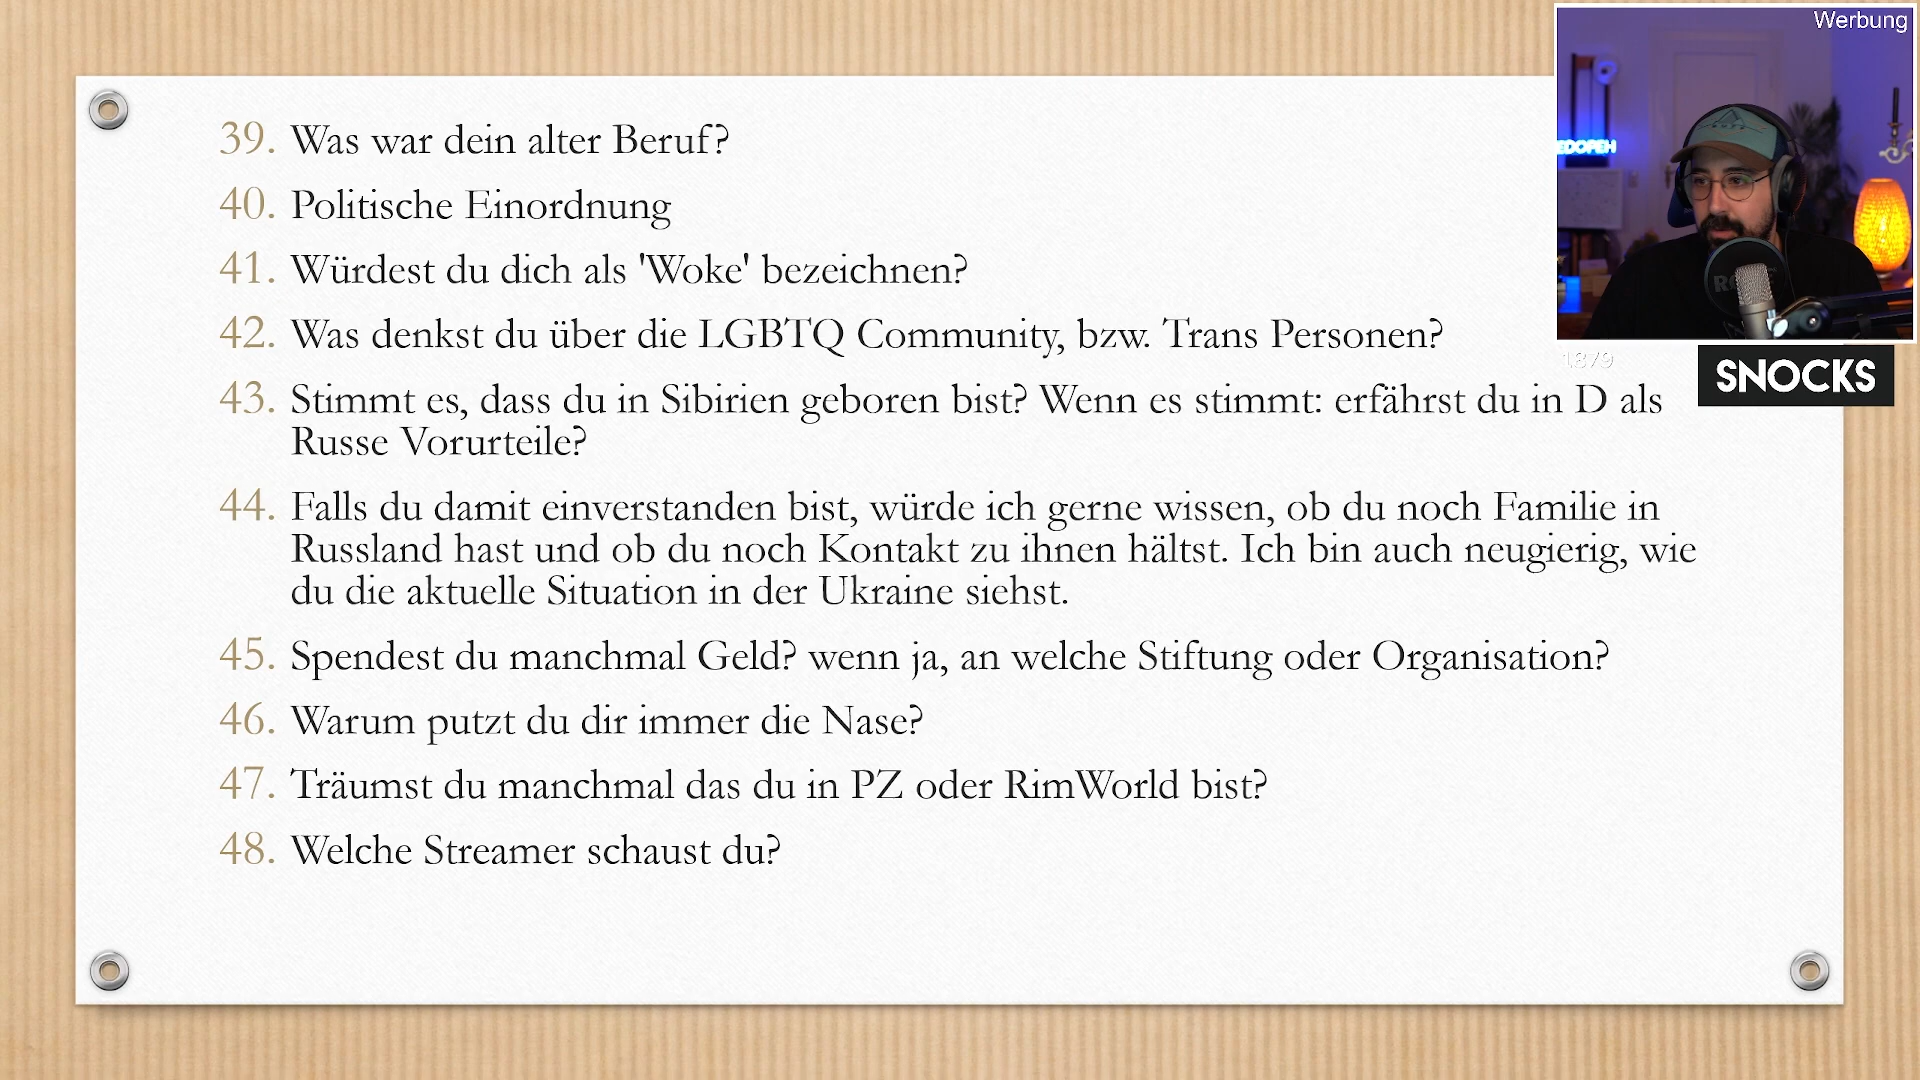 Werbung
39. Was war dein alter Beruf?
40. Politische Einordnung
41. Würdest du dich als 'Woke' bezeichnen?
42. Was denkst du über die LGBTQ Community, bzw. Trans Personen?
1879
SNOCKS
43. Stimmt es, dass du in Sibirien geboren bist? Wenn es stimmt: erfährst du in D als
Russe Vorurteile?
44. Falls du damit einverstanden bist, würde ich gerne wissen, ob du noch Familie in
Russland hast und ob du noch Kontakt zu ihnen hältst. Ich bin auch neugierig, wie
du die aktuelle Situation in der Ukraine siehst.
45. Spendest du manchmal Geld? wenn ja, an welche Stiftung oder Organisation?
46. Warum putzt du dir immer die Nase?
47. Träumst du manchmal das du in PZ oder RimWorld bist?
48. Welche Streamer schaust du?